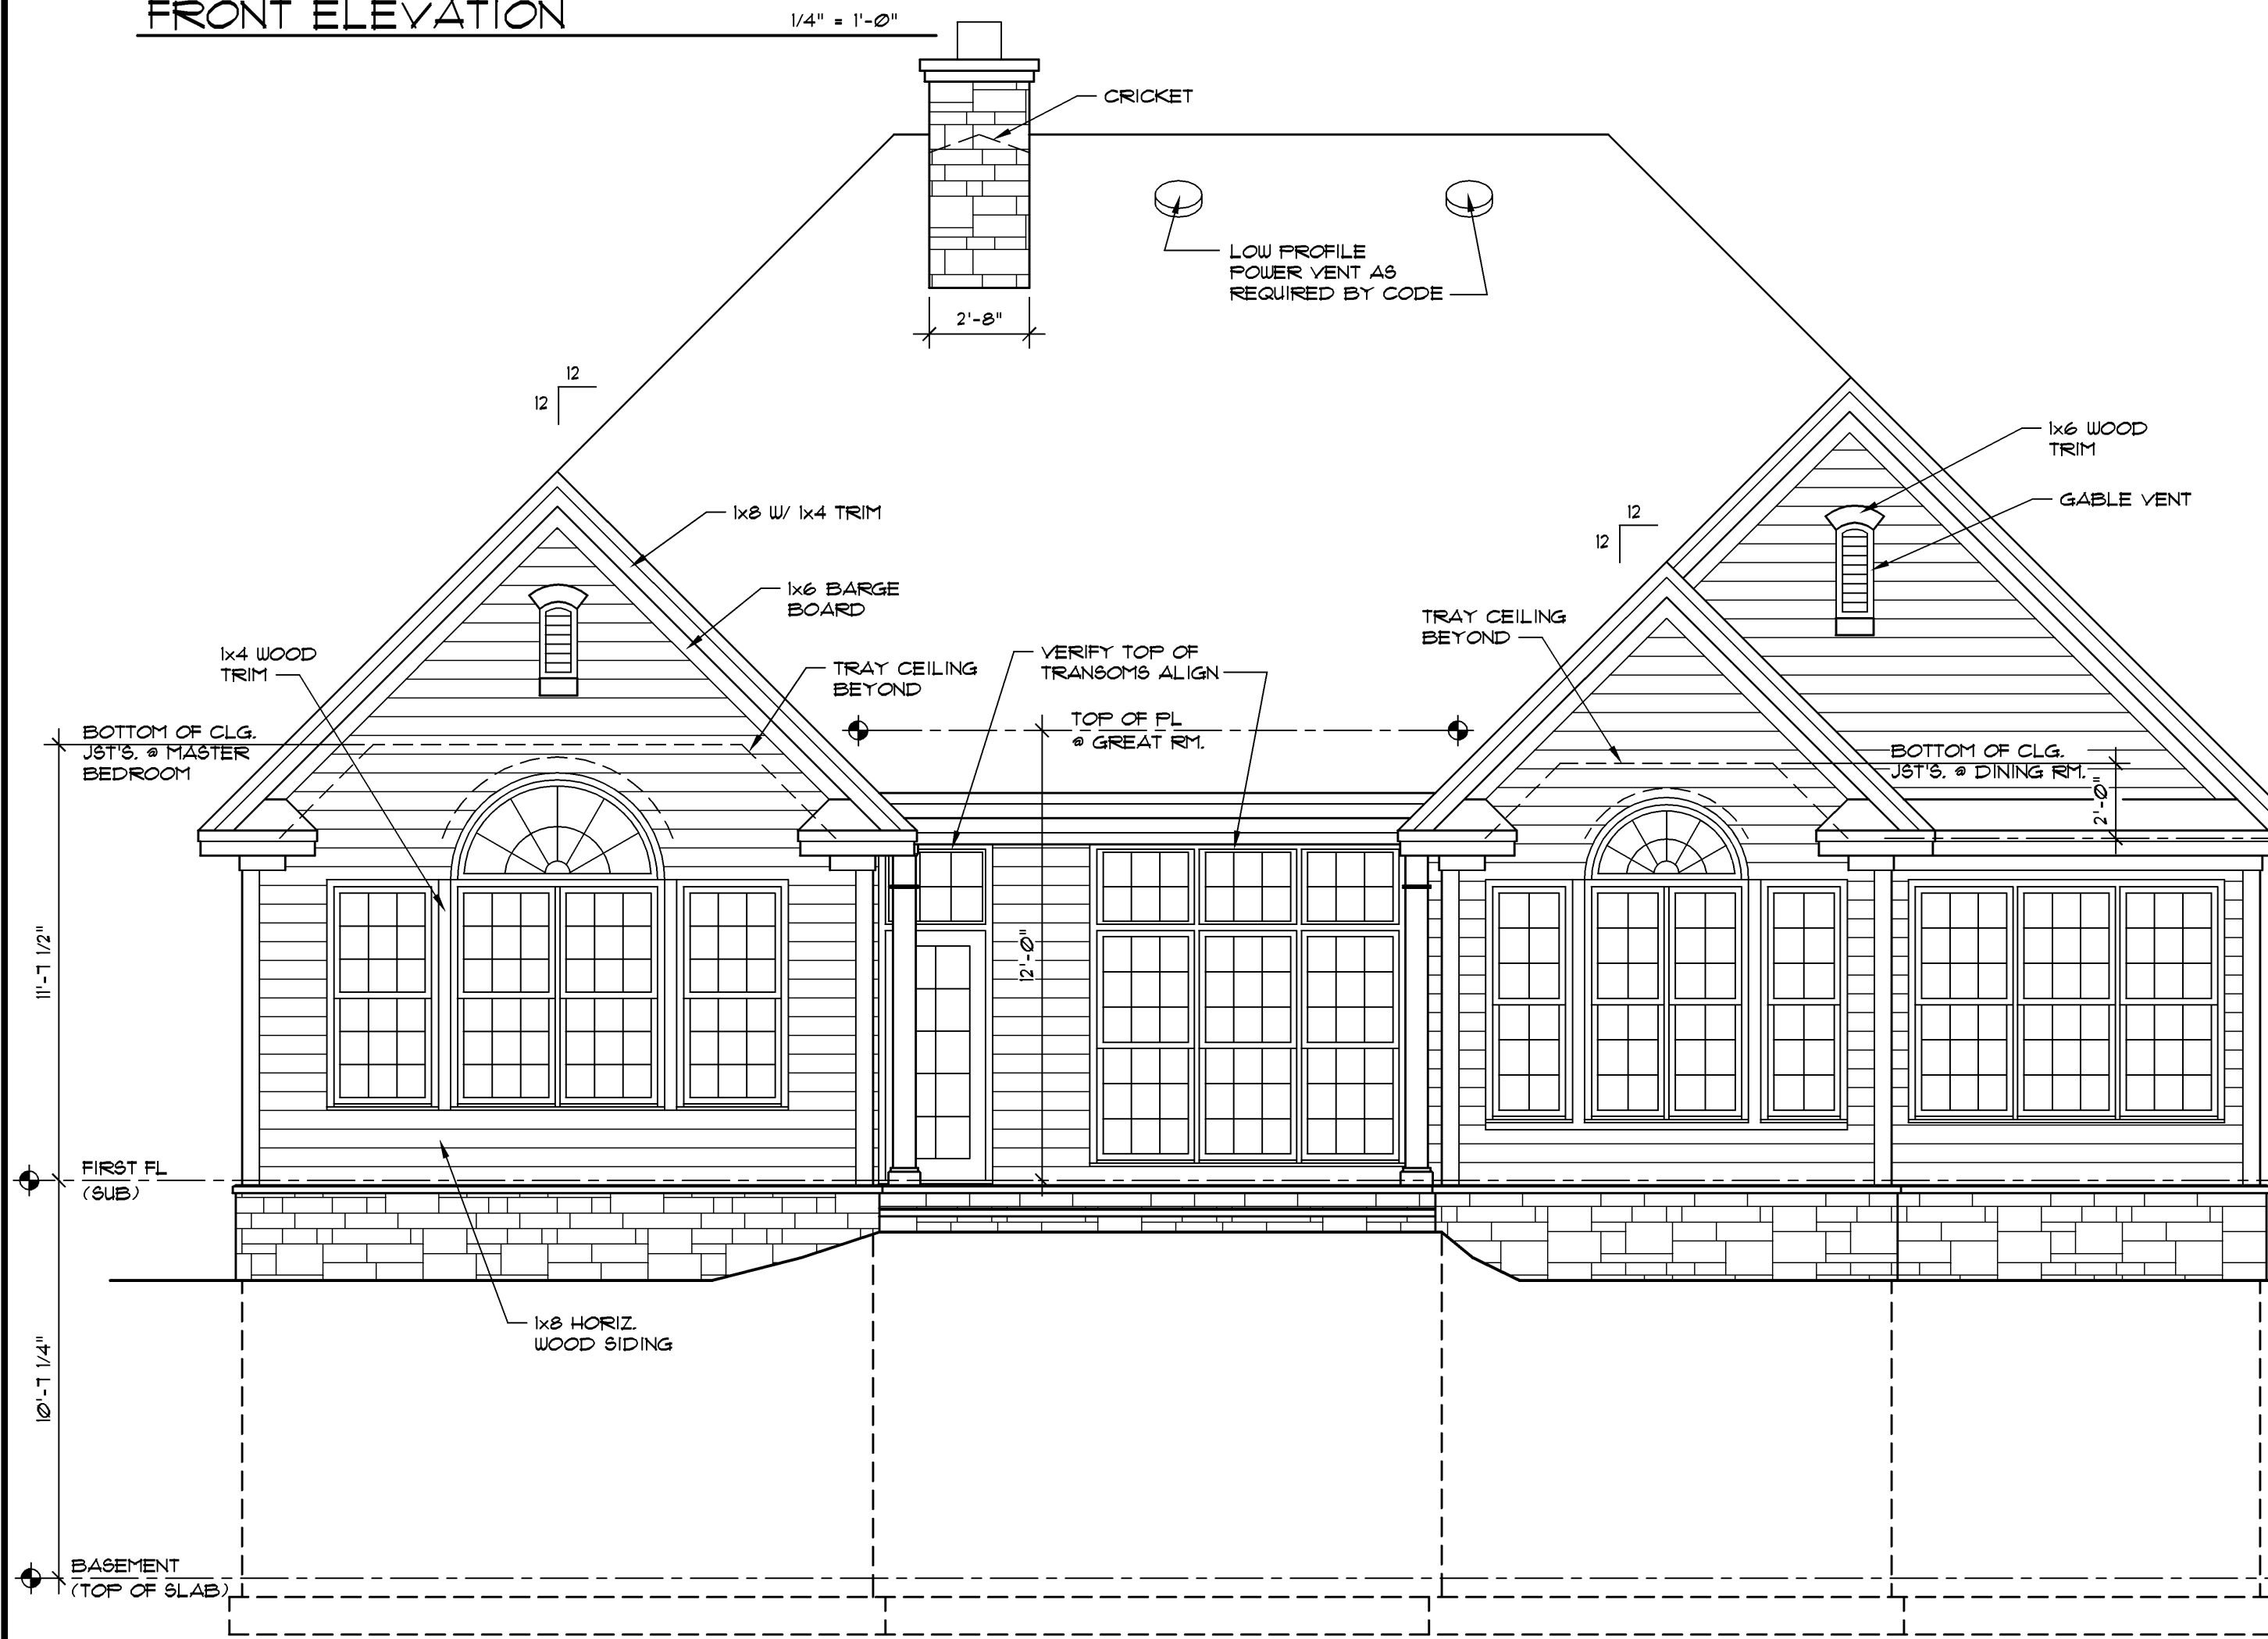 FRONT ELEVATION
1/4" = 1'-0"
CRICKET
LOW PROFILE
POWER VENT AS
REQUIRED BY CODE
2'-8"
12
12
1x6 WOOD
TRIM
GABLE VENT
1x8 W/ 1x4 TRIM
12
12
1x6 BARGE
BOARD
TRAY CEILING
BEYOND
1x4 WOOD
TRIM
VERIFY TOP OF
TRANSOMS ALIGN
TRAY CEILING
BEYOND
BOTTOM OF CLG.
JST'S. @ MASTER
BEDROOM
TOP OF PL
@ GREAT RM.
BOTTOM OF CLG.
JST'S. @ DINING RM.
2'-0"
11'-7 1/2"
12'-0"
FIRST FL
(SUB)
1x8 HORIZ.
WOOD SIDING
10'-7 1/4"
BASEMENT
(TOP OF SLAB)